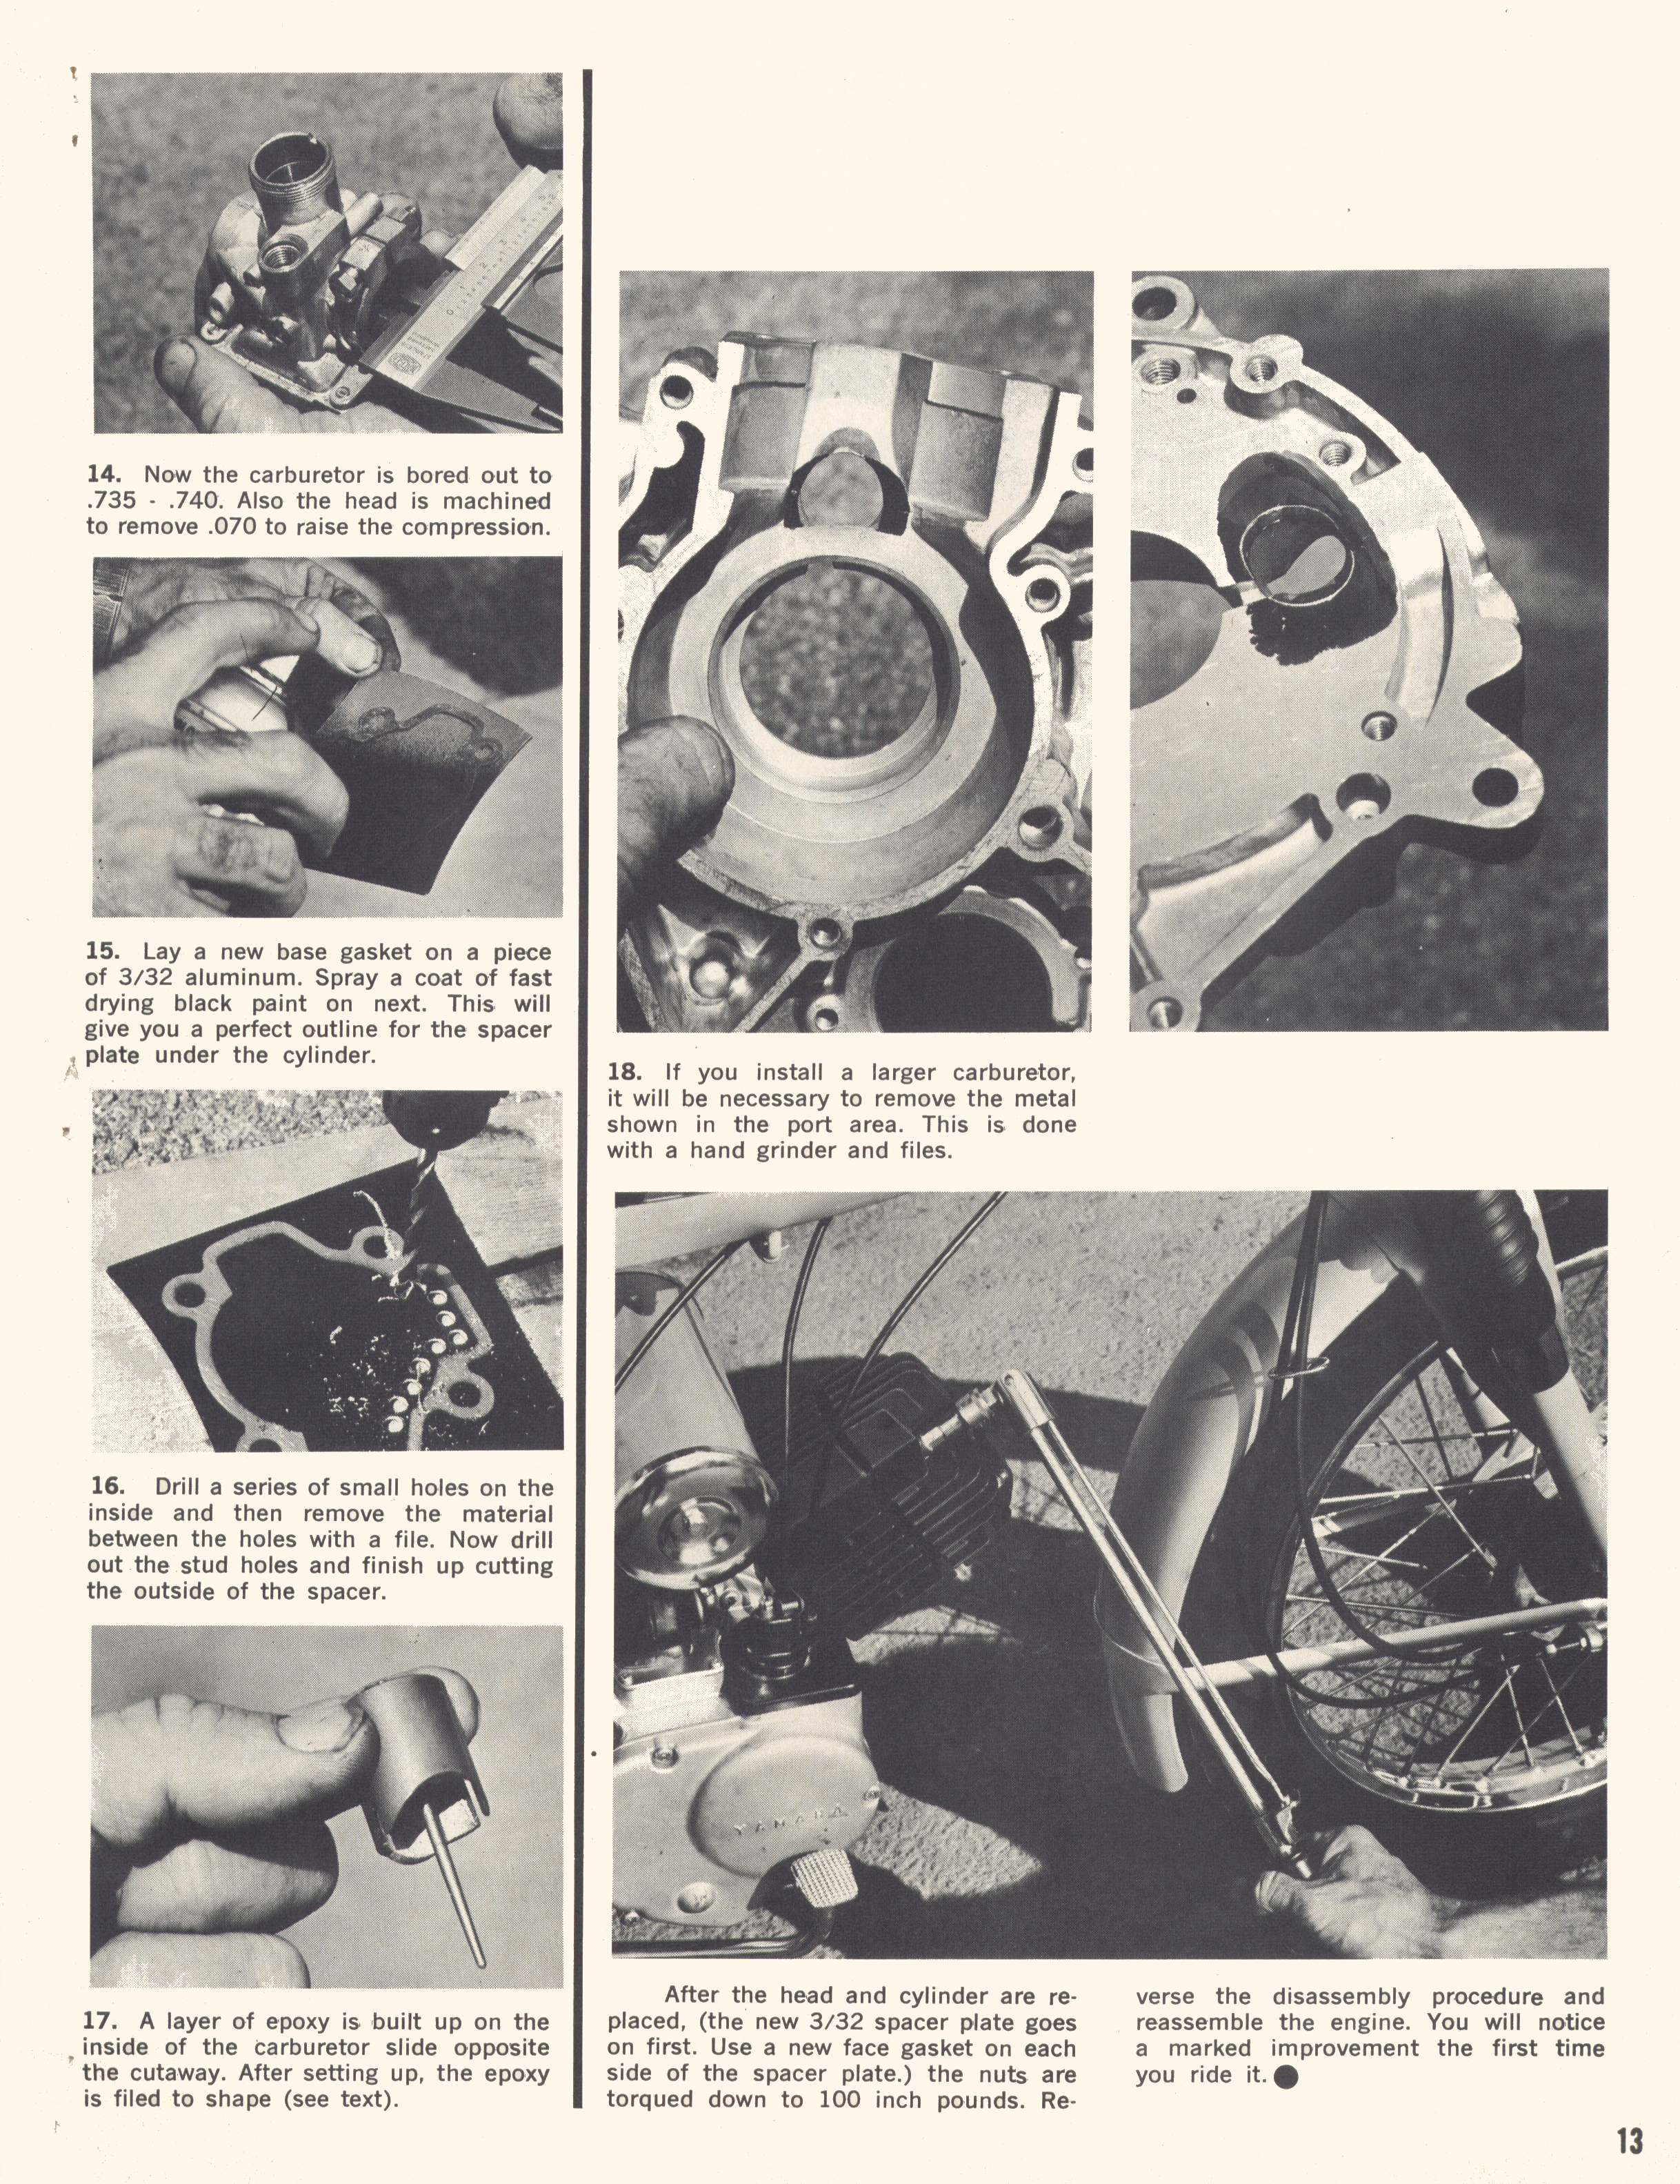 14. Now the carburetor is bored out to
.735 - .740. Also the head is machined
to remove .070 to raise the compression.
15. Lay a new base gasket on a piece
of 3/32 aluminum. Spray a coat of fast
drying black paint on next. This will
give you a perfect outline for the spacer
plate under the cylinder.
16. Drill a series of small holes on the
inside and then remove the material
between the holes with a file. Now drill
out the stud holes and finish up cutting
the outside of the spacer.
17. A layer of epoxy is built up on the
inside of the carburetor slide opposite
the cutaway. After setting up, the epoxy
is filed to shape (see text).
18. If you install a larger carburetor,
it will be necessary to remove the metal
shown in the port area. This is done
with a hand grinder and files.
YAMAHA
After the head and cylinder are re-
placed, (the new 3/32 spacer plate goes
on first. Use a new face gasket on each
side of the spacer plate.) the nuts are
torqued down to 100 inch pounds. Re-
verse the disassembly procedure and
reassemble the engine. You will notice
a marked improvement the first time
you ride it.
13